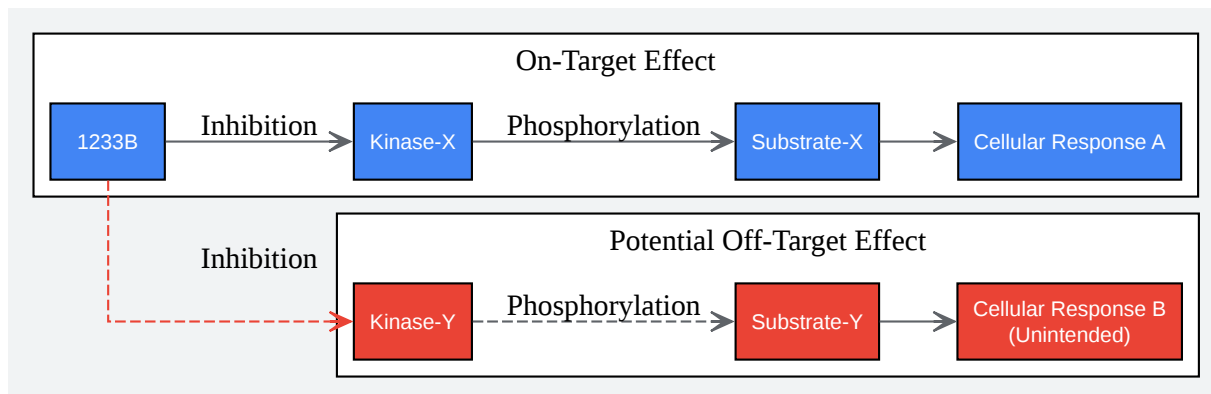 On-Target Effect
1233B
Inhibition
Kinase-X
Phosphorylation
Substrate-X
Cellular Response A
Inhibition
Potential Off-Target Effect
Kinase-Y
Phosphorylation
Substrate-Y
Cellular Response B
(Unintended)